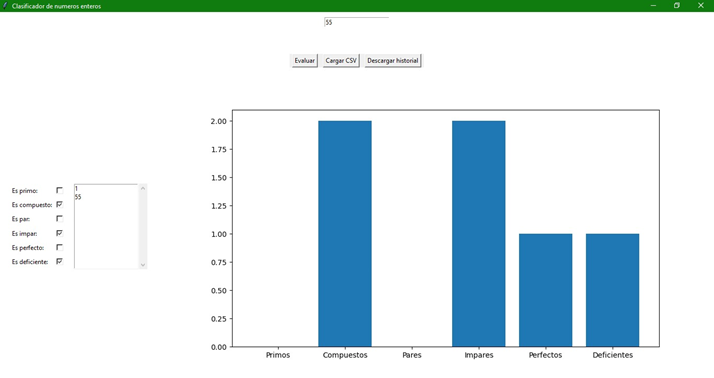 Clasificador de numeros enteros
55
Evaluar Cargar CSV Descargar historial
Es primo:
Es compuesto:
Es par:
Es impar:
Es perfecto:
Es deficiente:
1
55
2.00
1.75
1.50
1.25
1.00
0.75
0.50
0.25
0.00
Primos Compuestos Pares Impares Perfectos Deficientes